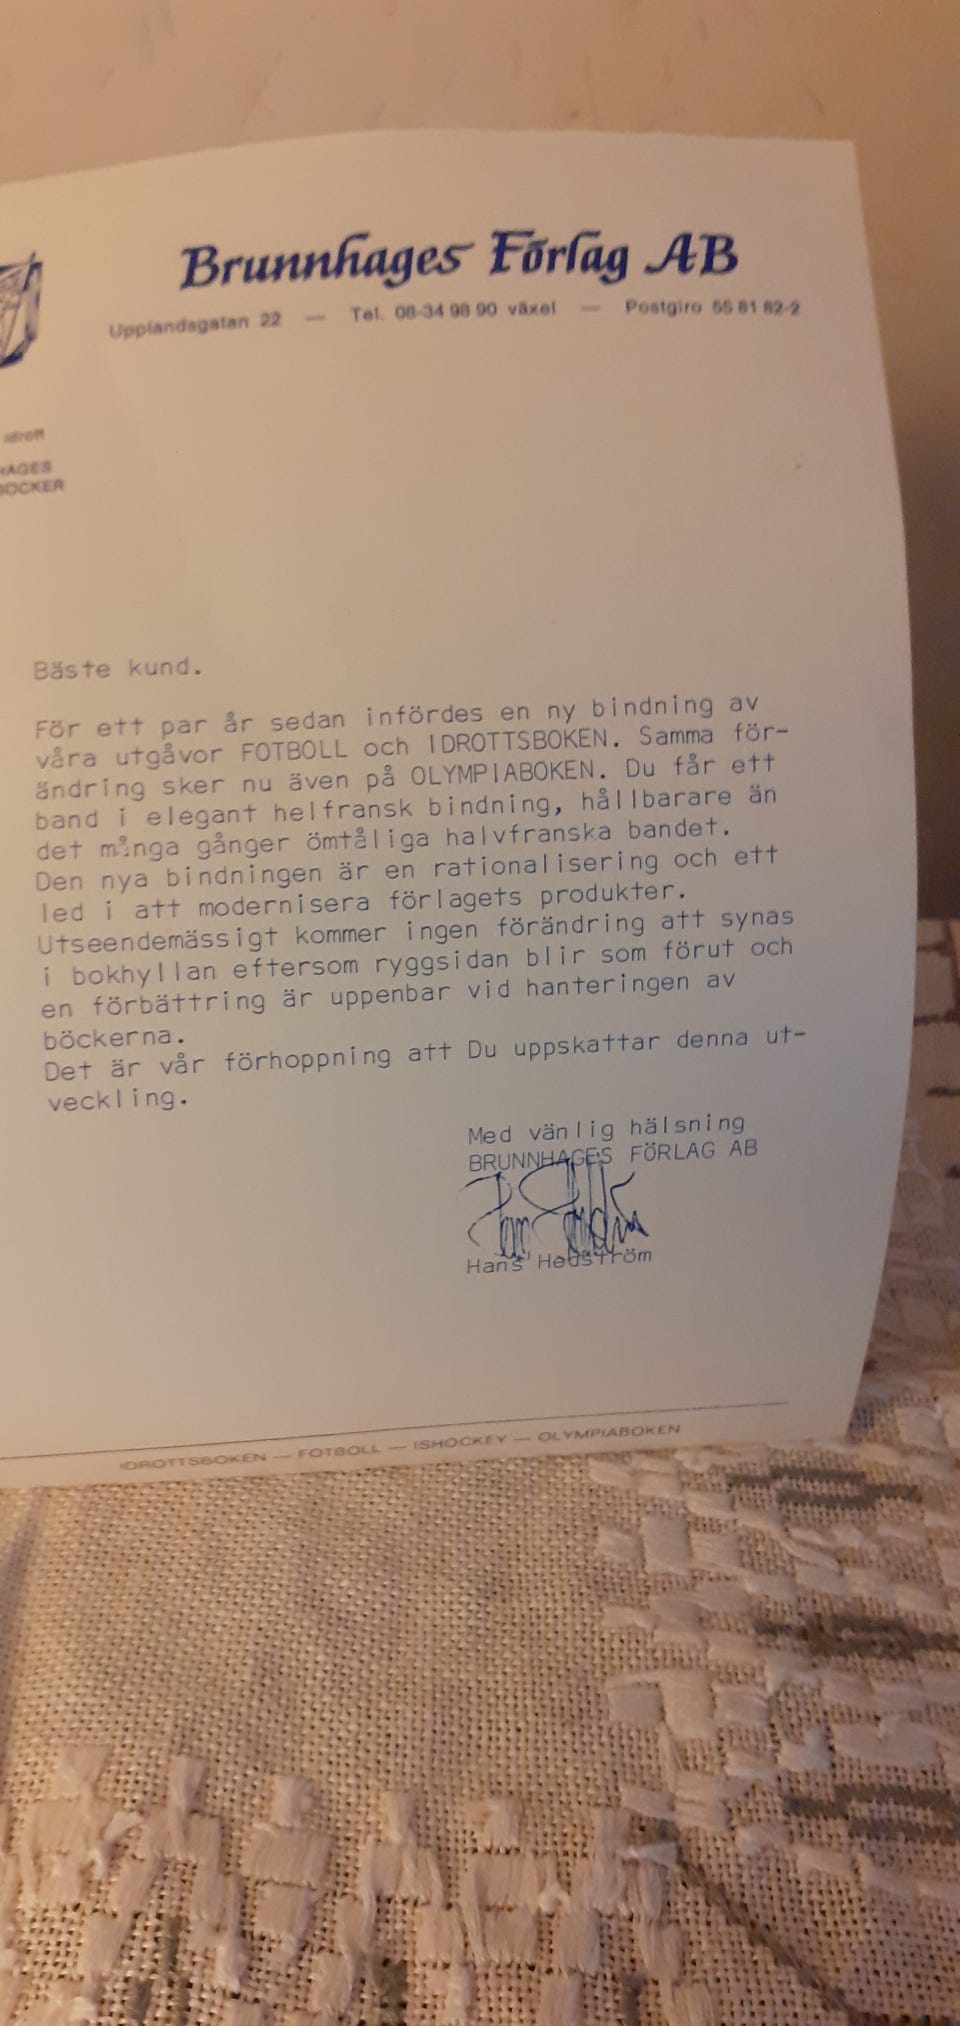 Brunnhages Förlag AB
Upplandsgatan 22 — Tel. 08-34 98 90 växel — Postgiro 55 81 82-2
idrott
HAGES
BÖCKER
Bäste kund.
För ett par år sedan infördes en ny bindning av
våra utgåvor FOTBOLL och IDROTTSBOKEN. Samma för-
ändring sker nu även på OLYMPIABOKEN. Du får ett
band i elegant helfransk bindning, hållbarare än
det många gånger ömtåliga halvfranska bandet.
Den nya bindningen är en rationalisering och ett
led i att modernisera förlagets produkter.
Utseendemässigt kommer ingen förändring att synas
i bokhyllan eftersom ryggsidan blir som förut och
en förbättring är uppenbar vid hanteringen av
böckerna.
Det är vår förhoppning att Du uppskattar denna ut-
veckling.
Med vänlig hälsning
BRUNNHAGES FÖRLAG AB
Hans Hedström
IDROTTSBOKEN — FOTBOLL — ISHOCKEY — OLYMPIABOKEN